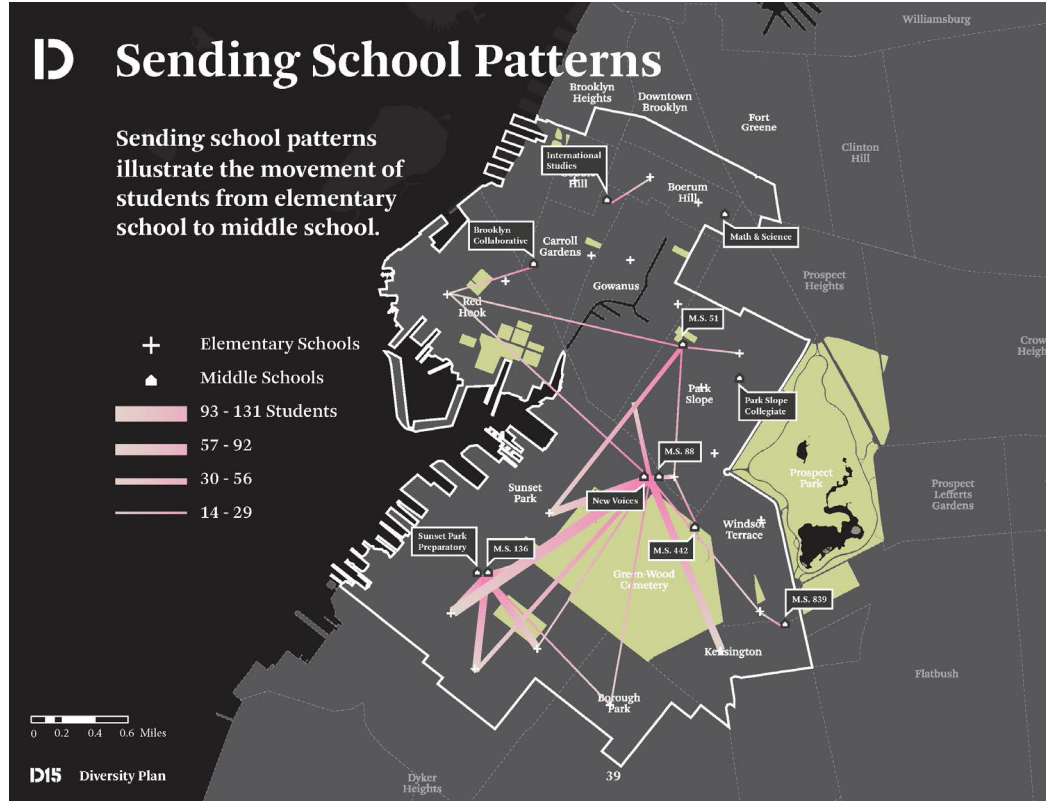 D
Sending School Patterns
Sending school patterns
illustrate the movement of
students from elementary
school to middle school.
Elementary Schools
Middle Schools
93 - 131 Students
57 - 92
30 - 56
14 - 29
0 0.2 0.4 0.6 Miles
D15 Diversity Plan
Williamsburg
Brooklyn
Heights
Downtown
Brooklyn
Fort
Greene
Clinton
Hill
International
Studies
Hill
Boerum
Hill
Math & Science
Brooklyn
Collaborative
Carroll
Gardens
Gowanus
Prospect
Heights
Red
Hook
M.S. 51
Crow
Heigh
Park
Slope
Park Slope
Collegiate
M.S. 88
Sunset
Park
New Voices
Prospect
Park
Prospect
Lefferts
Gardens
Windsor
Terrace
Sunset Park
Preparatory
M.S. 136
M.S. 442
Green-Wood
Cemetery
M.S. 839
Kensington
Flatbush
Borough
Park
39
Dyker
Heights